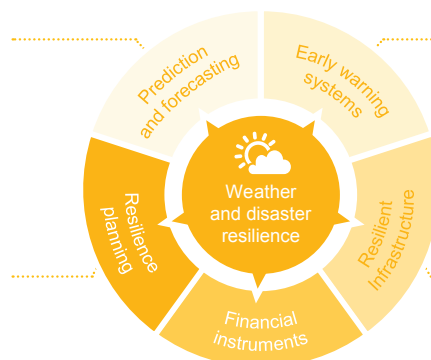 Prediction
and forecasting
Early warning
systems
Weather
and disaster
resilience
Resilience
planning
Resilient
Infrastructure
Financial
instruments